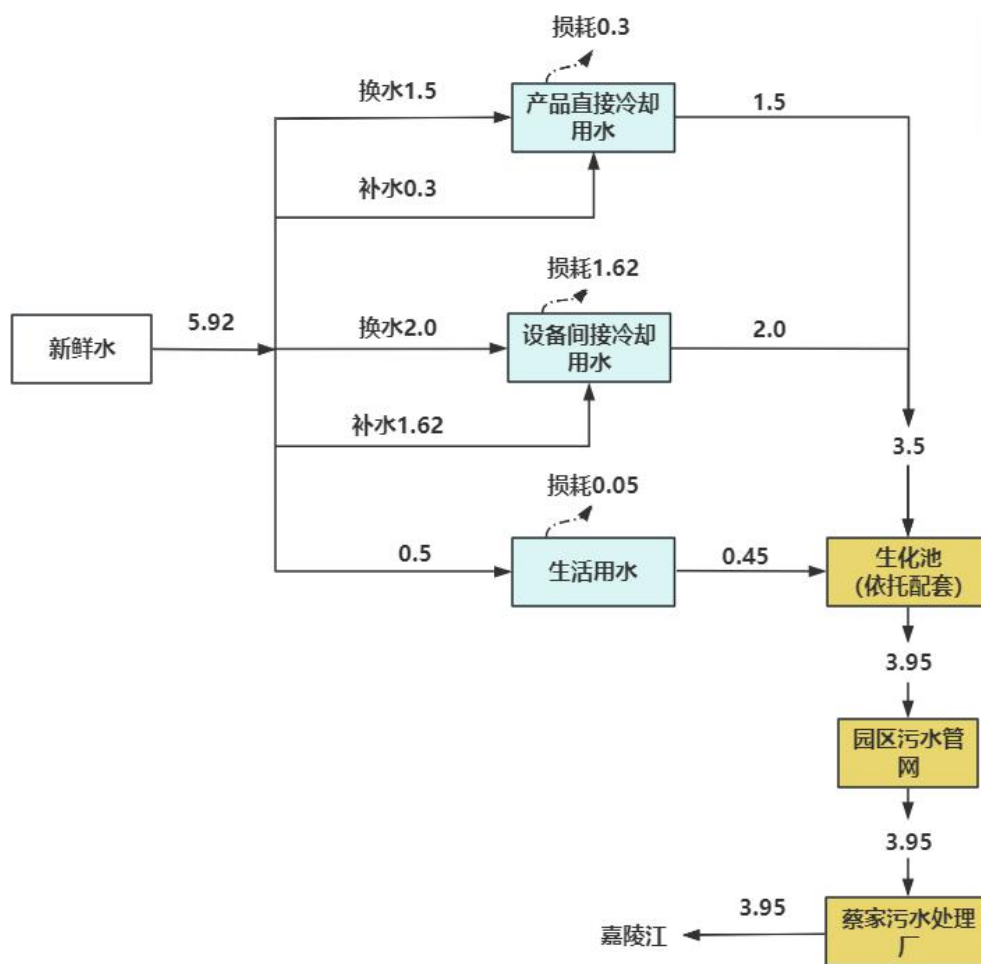 损耗0.3
换水1.5
产品直接冷却
用水
1.5
补水0.3
损耗1.62
新鲜水
5.92
换水2.0
设备间接冷却
用水
2.0
补水1.62
3.5
损耗0.05
0.5
生活用水
0.45
生化池
(依托配套)
3.95
园区污水管
网
3.95
蔡家污水处理
厂
3.95
嘉陵江